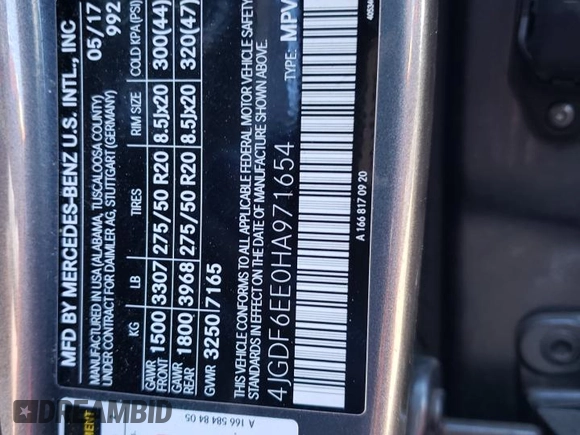 MFD BY MERCEDES-BENZ U.S. INTL., INC
MANUFACTURED IN USA (ALABAMA, TUSCALOOSA COUNTY)
UNDER CONTRACT FOR DAIMLER AG, STUTTGART (GERMANY)
05/17
992
KG LB RIM SIZE COLD KPA(PSI)
GAWR FRONT 1500 3307 275/50 R20 8.5Jx20 300(44)
GAWR REAR 1800 3968 275/50 R20 8.5Jx20 320(47)
GVWR 3250 7165
THIS VEHICLE CONFORMS TO ALL APPLICABLE FEDERAL MOTOR VEHICLE SAFETY
IN EFFECT ON THE DATE OF MANUFACTURE SHOWN ABOVE.
TYPE: MPV
4JGDF6EE0HA971654
A 166 817 09 20
A 166 584 84 05
DREAMBID